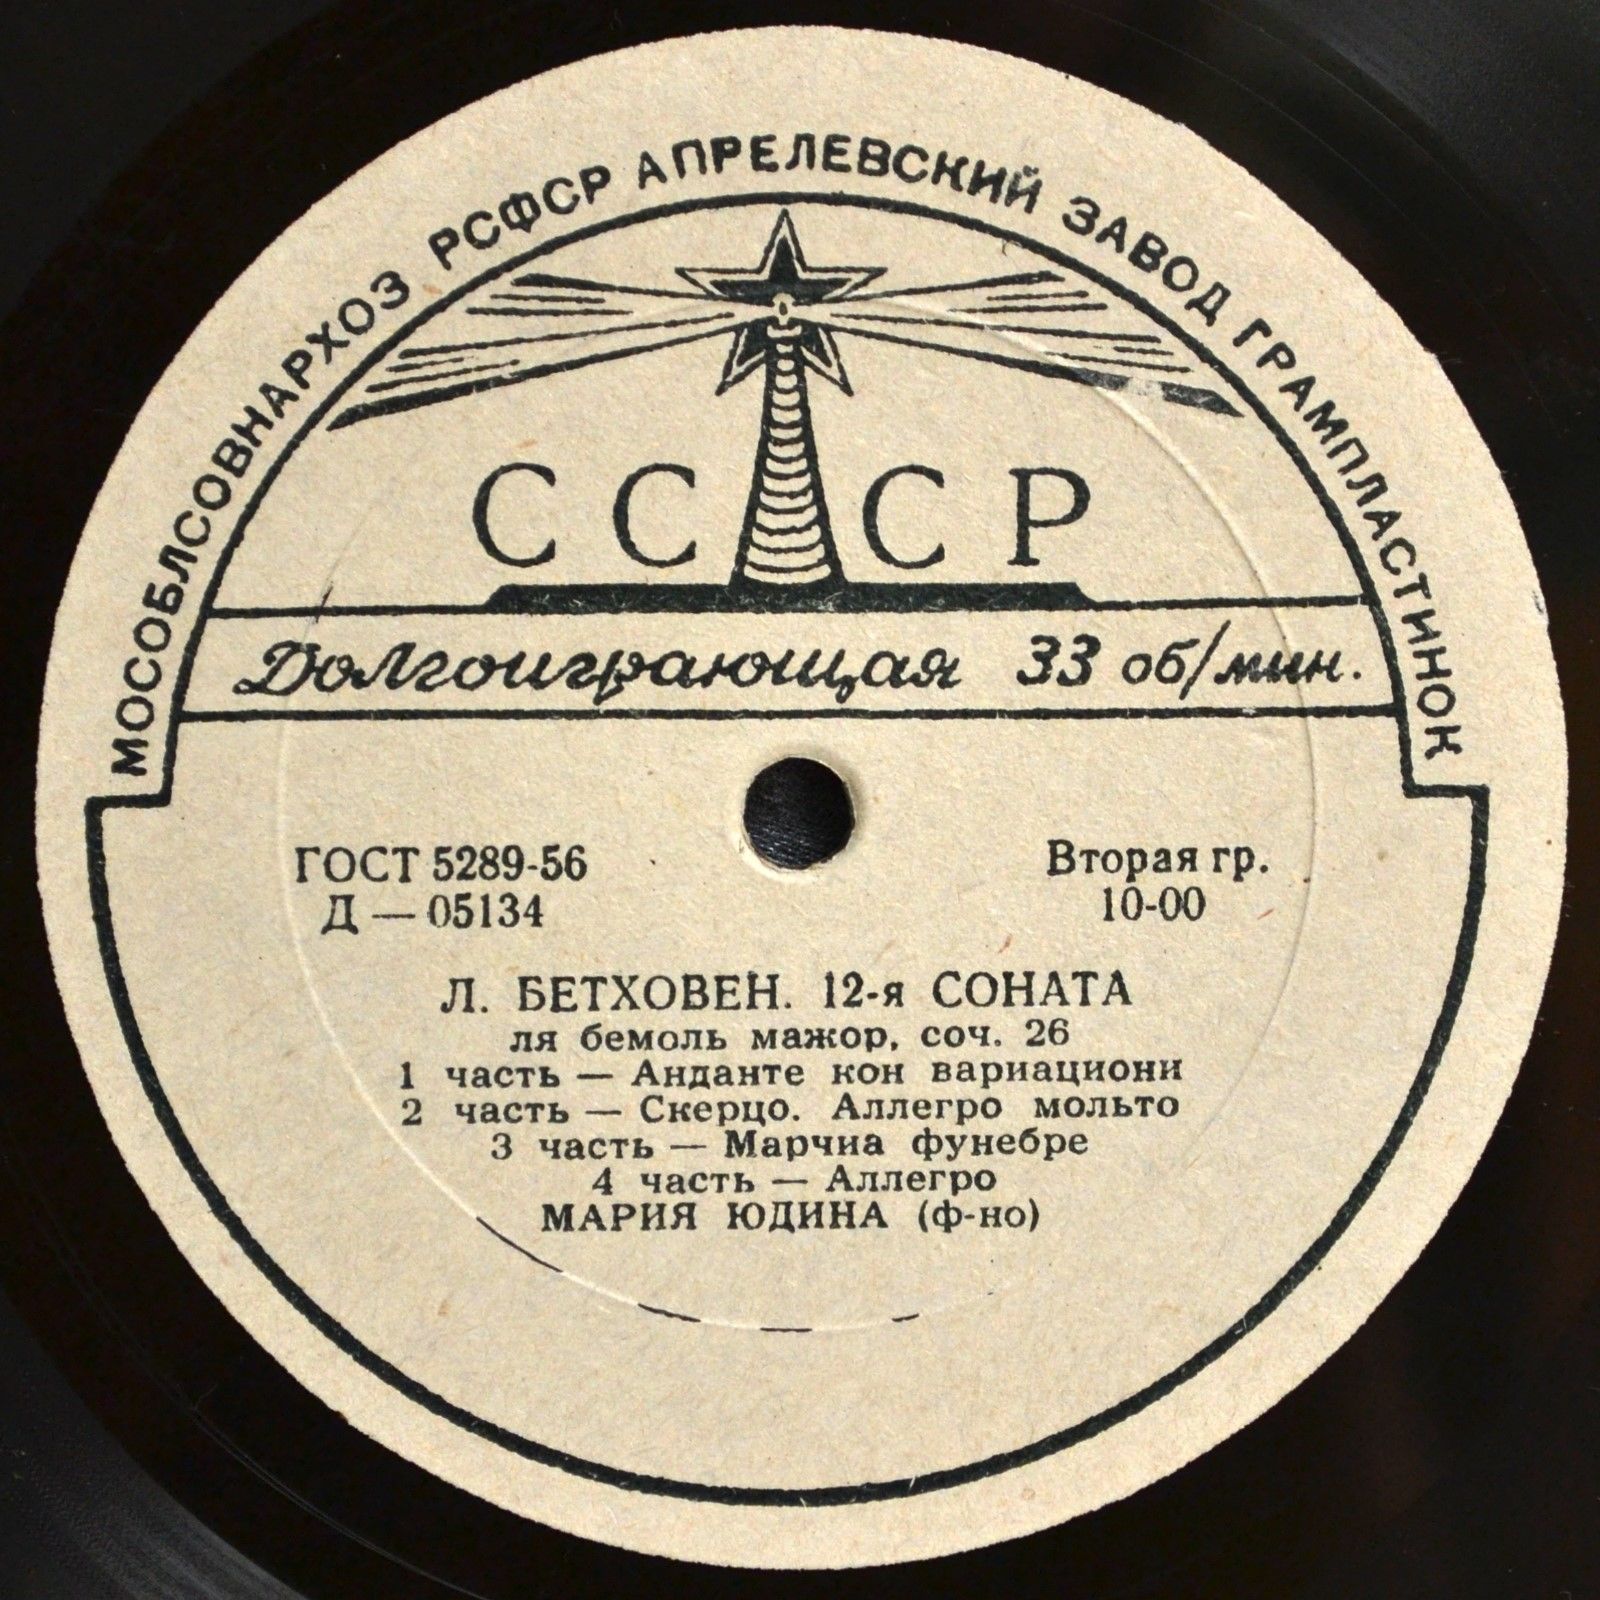 МОСОБЛСОВНАРХОЗ РСФСР АПРЕЛЕВСКИЙ ЗАВОД ГРАМПЛАСТИНОК
СССР
Долгоиграющая 33 об/мин.
ГОСТ 5289-56
Д — 05134
Вторая гр.
10-00
Л. БЕТХОВЕН. 12-я СОНАТА
ля бемоль мажор, соч. 26
1 часть — Анданте кон вариациони
2 часть — Скерцо. Аллегро мольто
3 часть — Марчиа фунебре
4 часть — Аллегро
МАРИЯ ЮДИНА (ф-но)